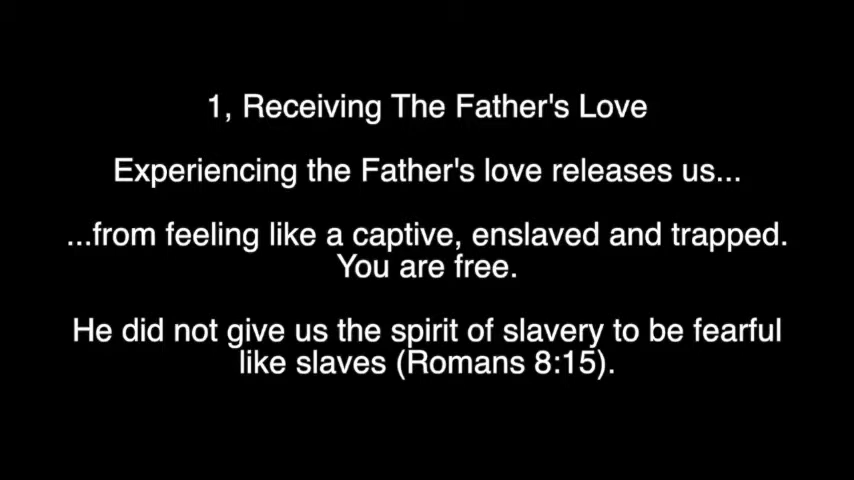 1, Receiving The Father's Love
Experiencing the Father's love releases us...
...from feeling like a captive, enslaved and trapped.
You are free.
He did not give us the spirit of slavery to be fearful
like slaves (Romans 8:15).